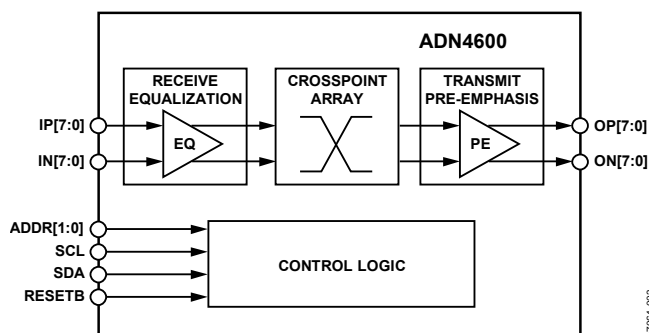 ADN4600
RECEIVE
EQUALIZATION
CROSSPOINT
ARRAY
TRANSMIT
PRE-EMPHASIS
IP[7:0]
IN[7:0]
EQ
PE
OP[7:0]
ON[7:0]
ADDR[1:0]
SCL
SDA
RESETB
CONTROL LOGIC